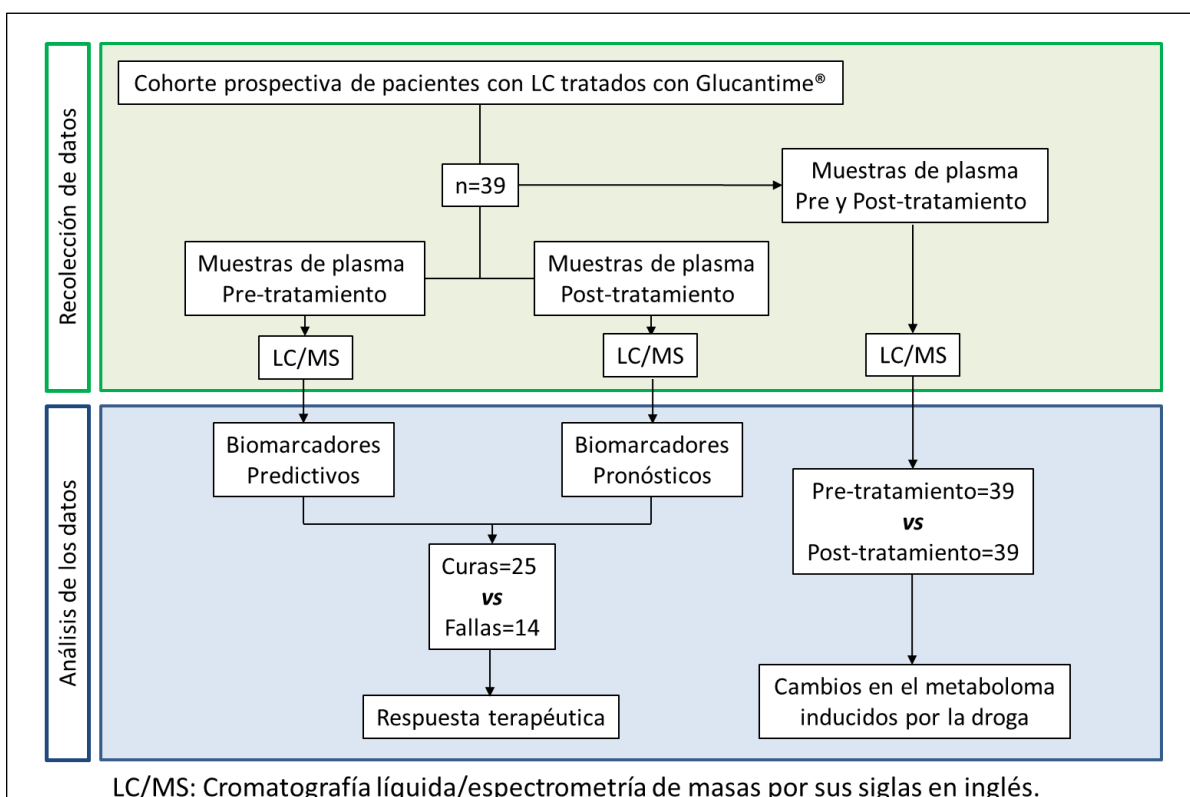 Recolección de datos
Cohorte prospectiva de pacientes con LC tratados con Glucantime®
n=39
Muestras de plasma
Pre y Post-tratamiento
Muestras de plasma
Pre-tratamiento
Muestras de plasma
Post-tratamiento
LC/MS
LC/MS
LC/MS
Análisis de los datos
Biomarcadores
Predictivos
Biomarcadores
Pronósticos
Pre-tratamiento=39
vs
Post-tratamiento=39
Curas=25
vs
Fallas=14
Respuesta terapéutica
Cambios en el metaboloma
inducidos por la droga
LC/MS: Cromatografía líquida/espectrometría de masas por sus siglas en inglés.